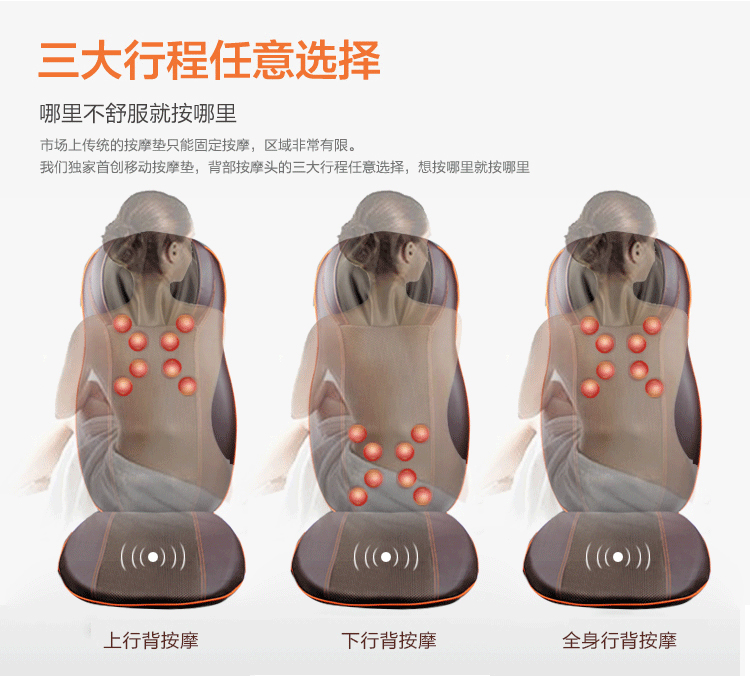 三大行程任意选择
哪里不舒服就按哪里
市场上传统的按摩垫只能固定按摩，区域非常有限。
我们独家首创移动按摩垫，背部按摩头的三大行程任意选择，想按哪里就按哪里
上行背按摩
下行背按摩
全身行背按摩